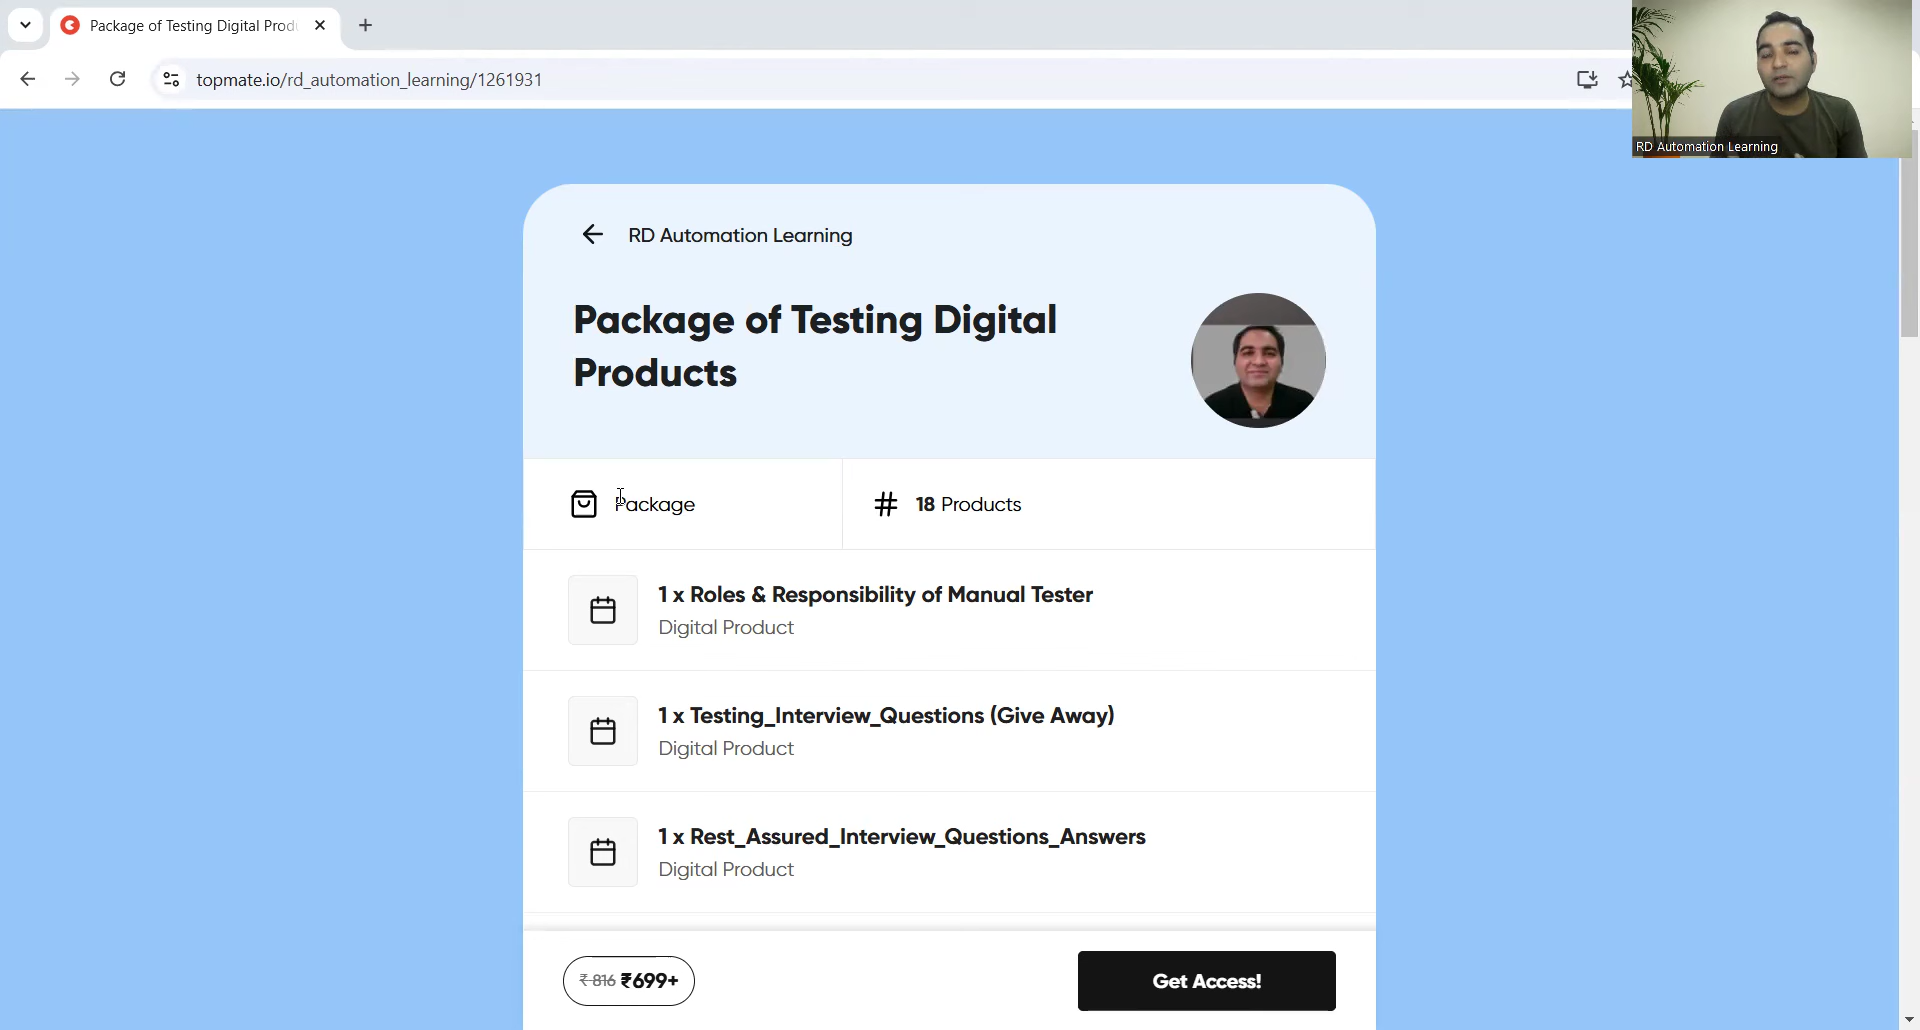 Package of Testing Digital Prod
topmate.io/rd_automation_learning/1261931
RD Automation Learning
RD Automation Learning
Package of Testing Digital
Products
Package
# 18 Products
1 x Roles & Responsibility of Manual Tester
Digital Product
1 x Testing_Interview_Questions (Give Away)
Digital Product
1 x Rest_Assured_Interview_Questions_Answers
Digital Product
₹816 ₹699+
Get Access!